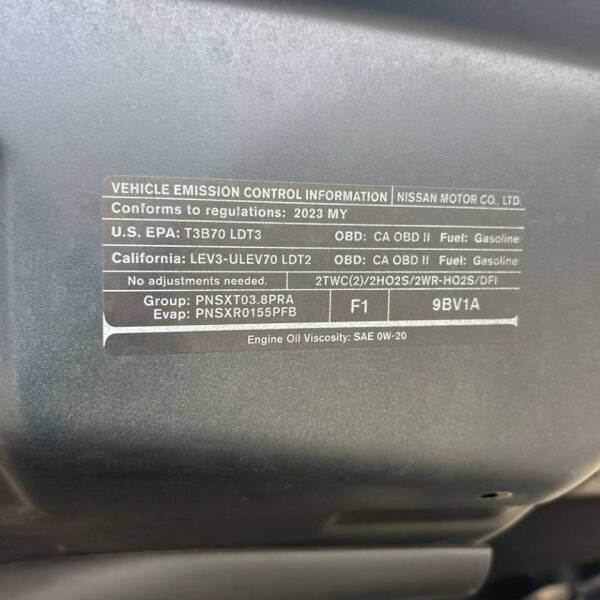 VEHICLE EMISSION CONTROL INFORMATION NISSAN MOTOR CO., LTD.
Conforms to regulations: 2023 MY
U.S. EPA: T3B70 LDT3 OBD: CA OBD II Fuel: Gasoline
California: LEV3-ULEV70 LDT2 OBD: CA OBD II Fuel: Gasoline
No adjustments needed. 2TWC(2)/2HO2S/2WR-HO2S/DFI
Group: PNSXT03.8PRA F1 9BV1A
Evap: PNSXR0155PFB
Engine Oil Viscosity: SAE 0W-20